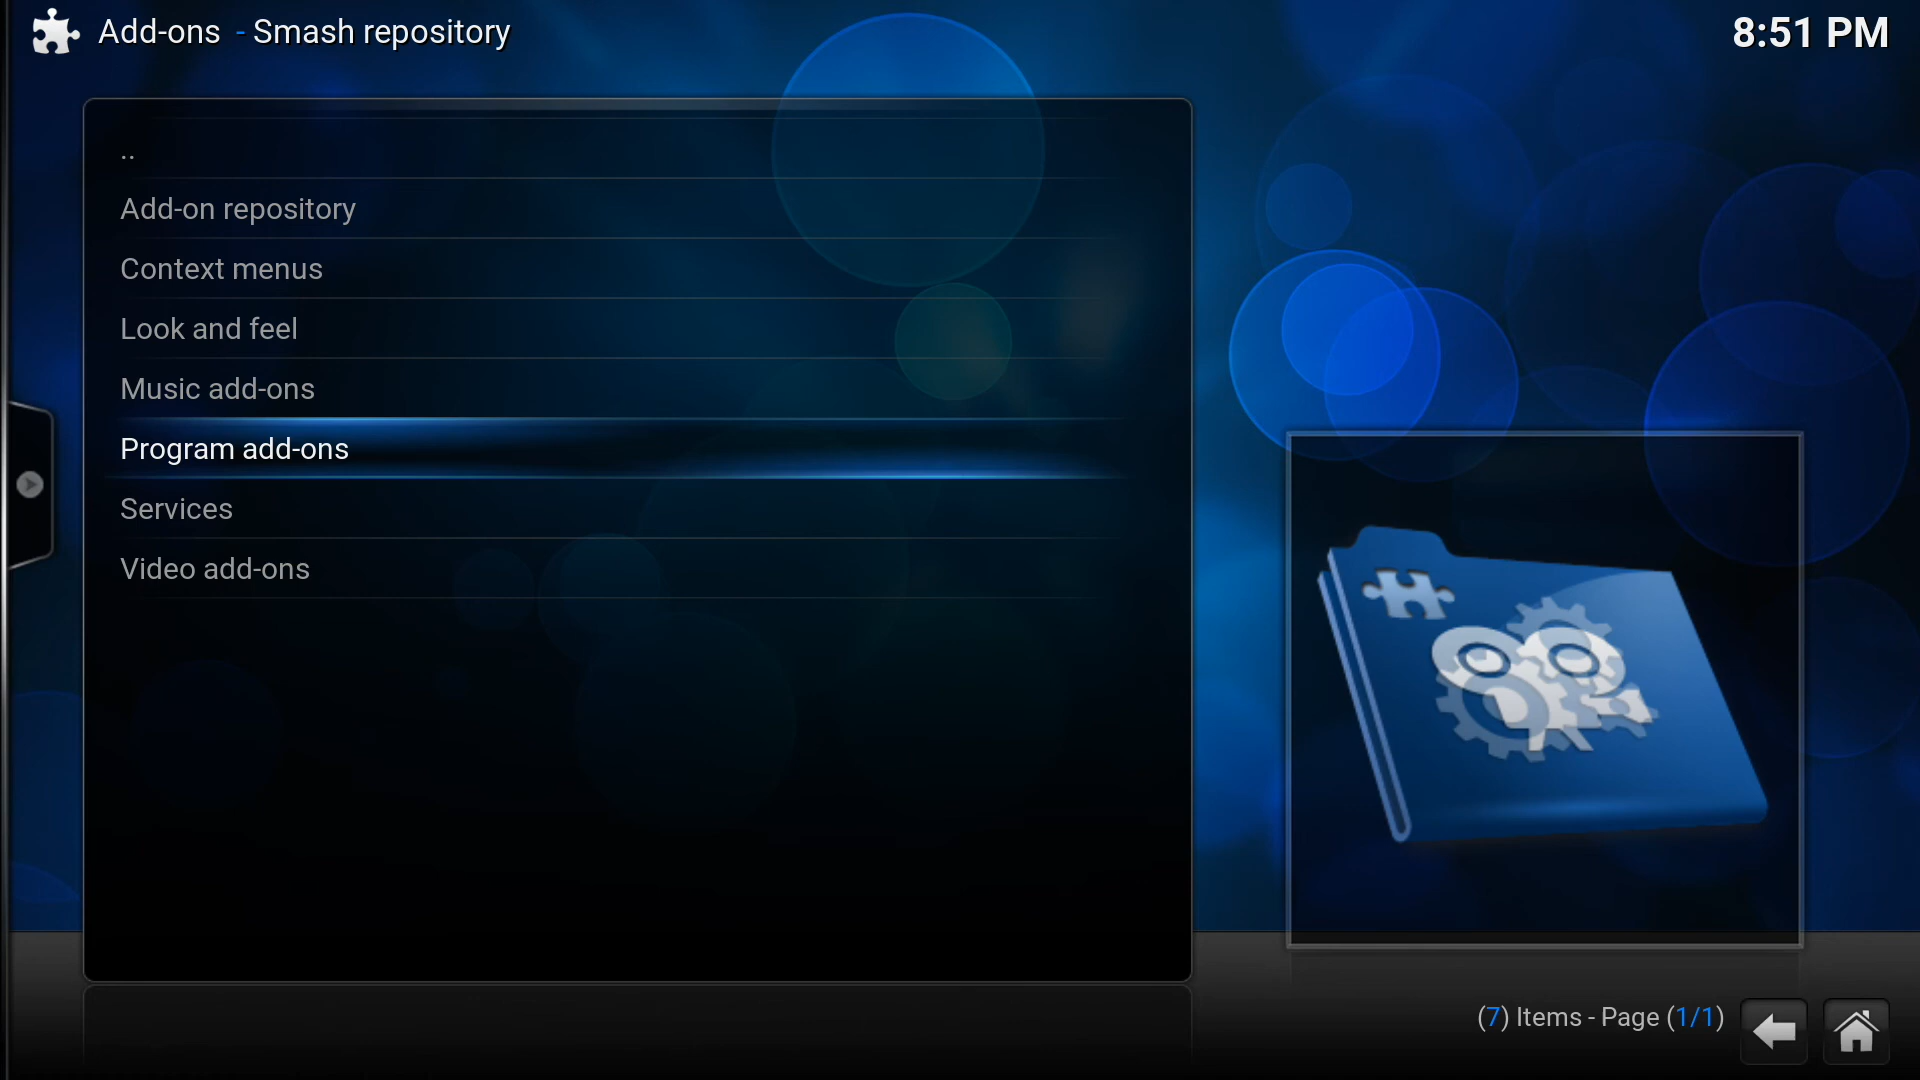 Add-ons - Smash repository
8:51 PM
..
Add-on repository
Context menus
Look and feel
Music add-ons
Program add-ons
Services
Video add-ons
(7) Items - Page (1/1)